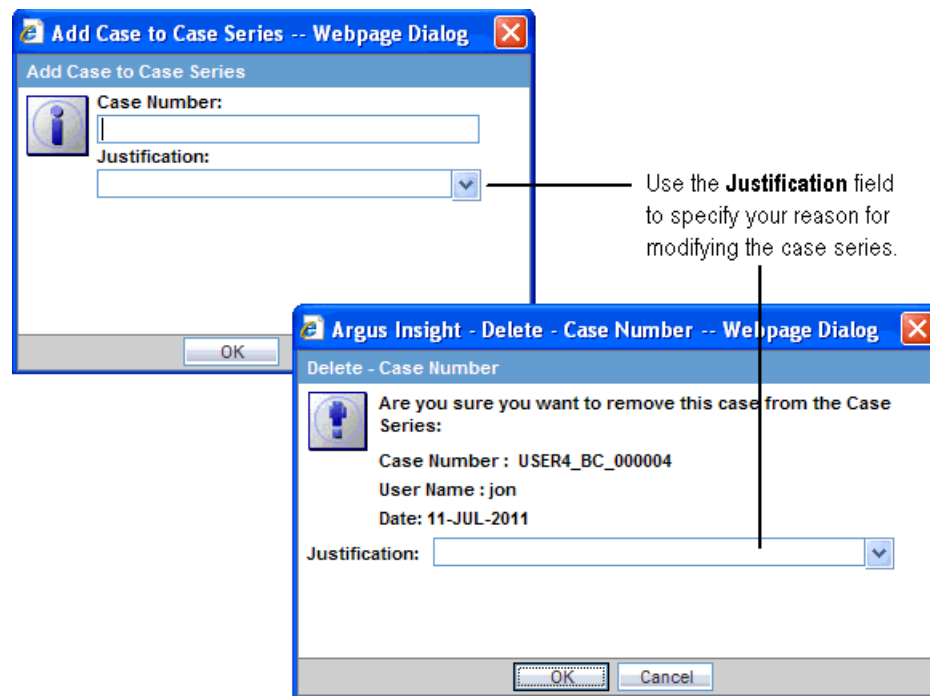 Add Case to Case Series -- Webpage Dialog
Add Case to Case Series
Case Number:
Justification:
OK
Use the Justification field
to specify your reason for
modifying the case series.
Argus Insight - Delete - Case Number -- Webpage Dialog
Delete - Case Number
Are you sure you want to remove this case from the Case
Series:
Case Number : USER4_BC_000004
User Name : jon
Date: 11-JUL-2011
Justification:
OK Cancel